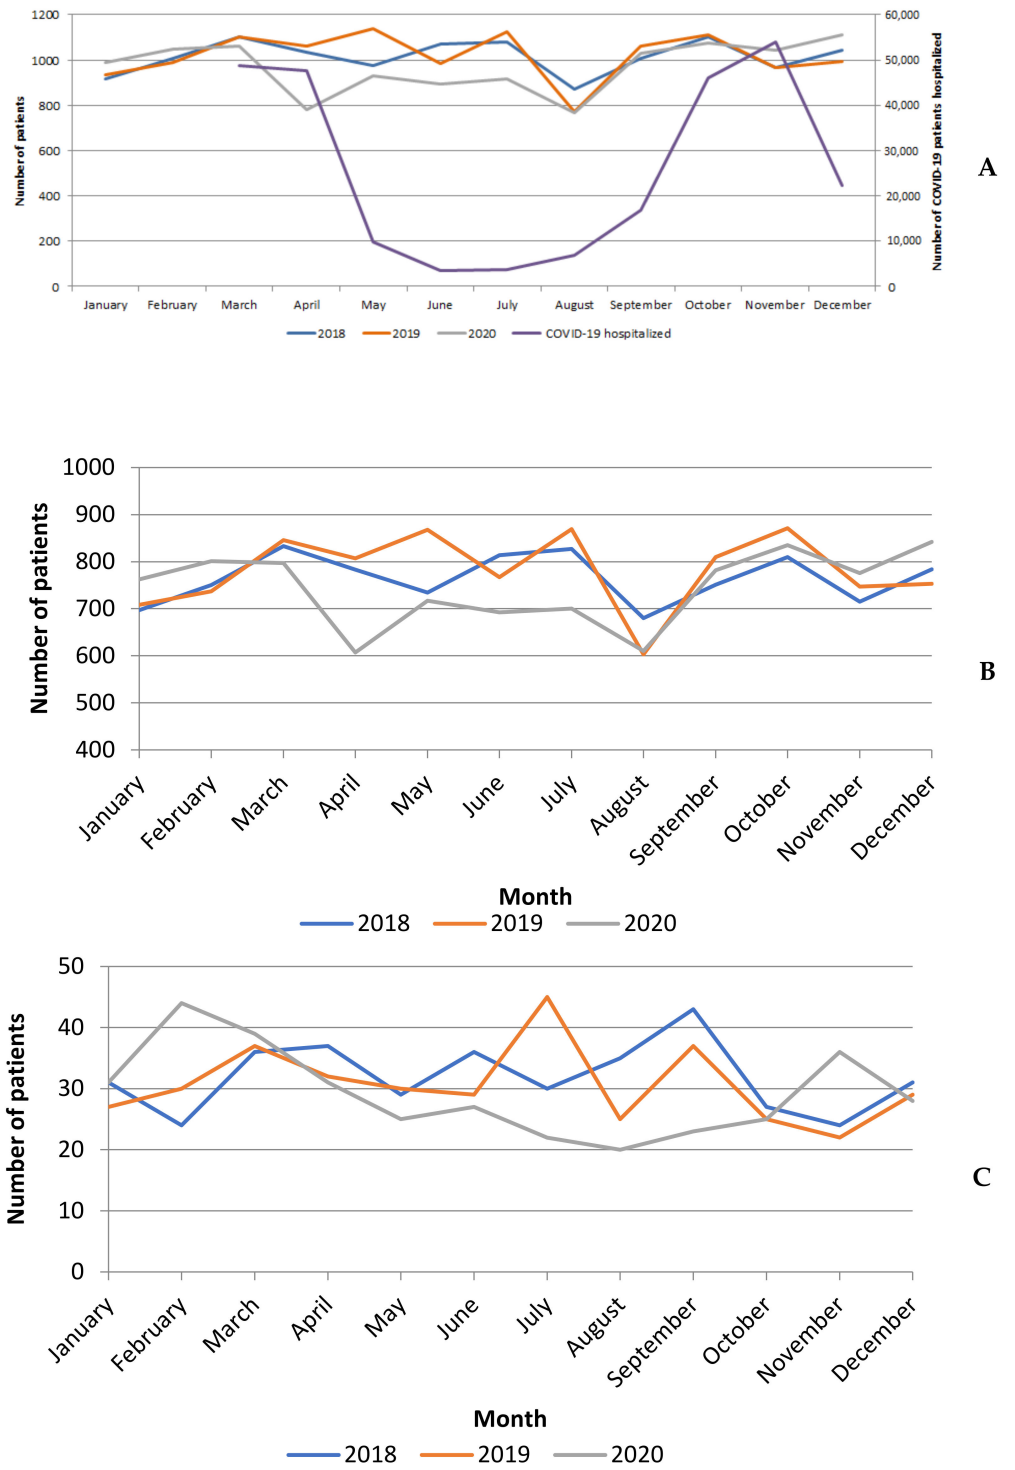 1200
1000
800
600
400
200
0
Number of patients
60,000
50,000
40,000
30,000
20,000
10,000
0
Number of COVID-19 patients hospitalized
A
January February March April May June July August September October November December
2018 2019 2020 COVID-19 hospitalized
1000
900
800
700
600
500
400
Number of patients
B
January February March April May June July August September October November December
Month
2018 2019 2020
50
40
30
20
10
0
Number of patients
C
January February March April May June July August September October November December
Month
2018 2019 2020